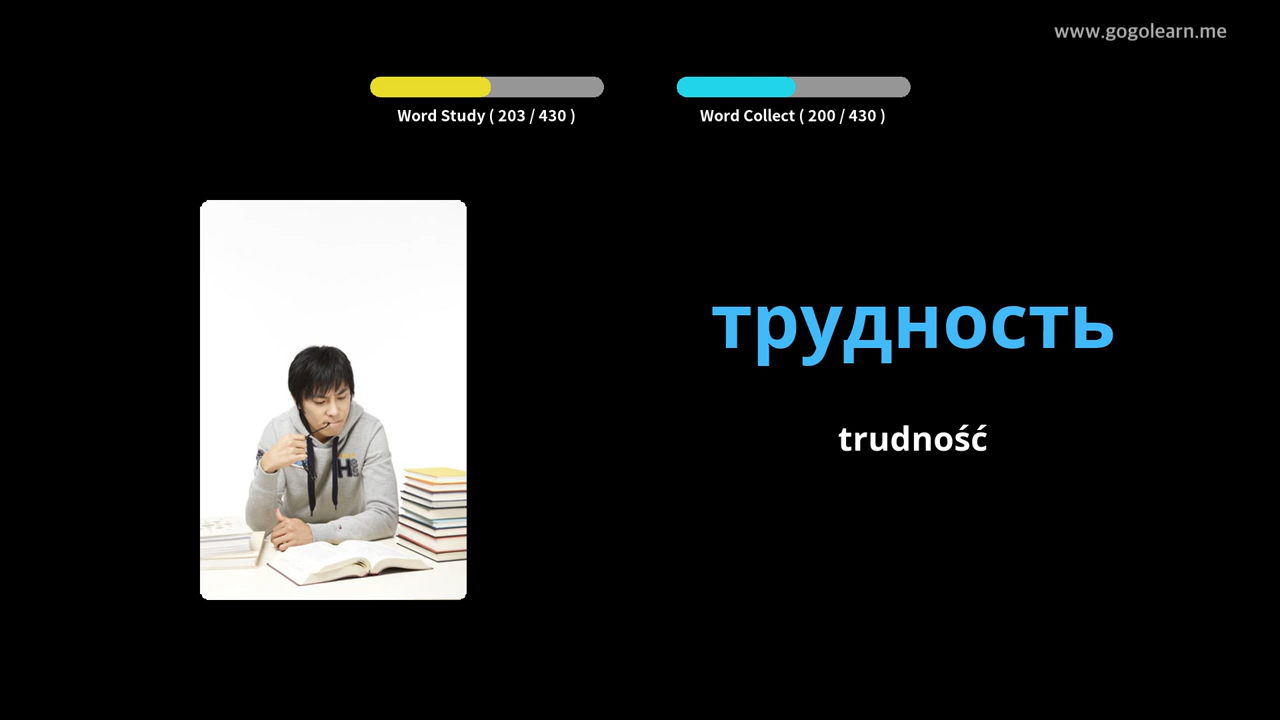 www.gogolearn.me
Word Study ( 203 / 430 )
Word Collect ( 200 / 430 )
трудность
trudność
H